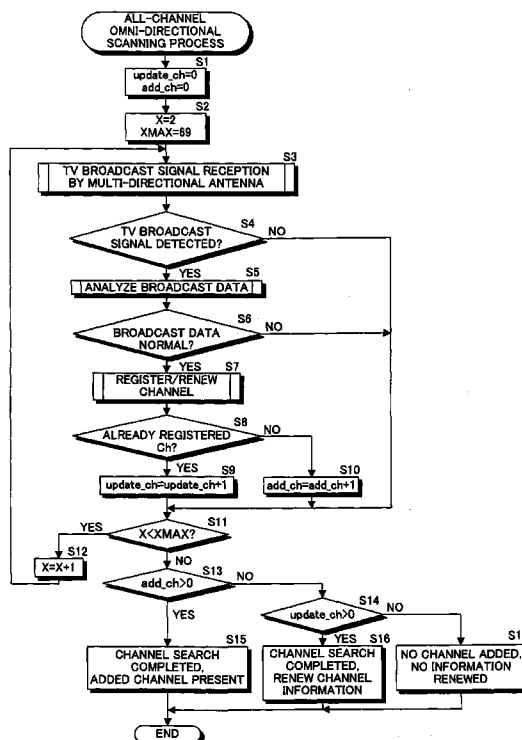 ALL-CHANNEL
OMNI-DIRECTIONAL
SCANNING PROCESS
S1
update_ch=0
add_ch=0
S2
X=2
XMAX=69
S3
TV BROADCAST SIGNAL RECEPTION
BY MULTI-DIRECTIONAL ANTENNA
S4
TV BROADCAST
SIGNAL DETECTED?
NO
YES
S5
ANALYZE BROADCAST DATA
S6
BROADCAST DATA
NORMAL?
NO
YES
S7
REGISTER/RENEW
CHANNEL
S8
ALREADY REGISTERED
Ch?
NO
YES
S9
update_ch=update_ch+1
S10
add_ch=add_ch+1
S11
X<XMAX?
YES
S12
X=X+1
NO
S13
add_ch>0
NO
YES
S14
update_ch>0
NO
YES
S15
CHANNEL SEARCH
COMPLETED,
ADDED CHANNEL PRESENT
S16
CHANNEL SEARCH
COMPLETED,
RENEW CHANNEL
INFORMATION
NO CHANNEL ADDED,
NO INFORMATION
RENEWED
END